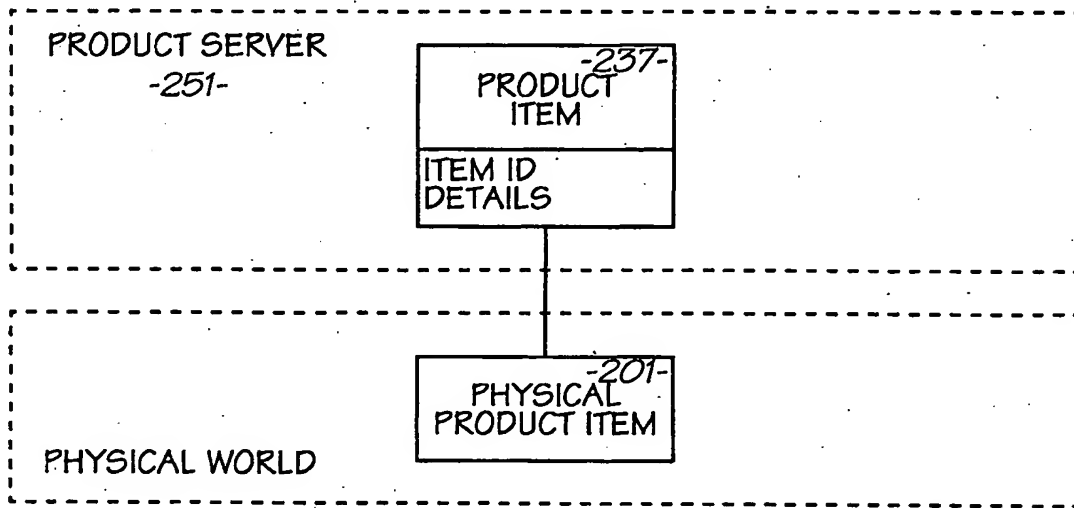 PRODUCT SERVER
-251-
-237-
PRODUCT
ITEM
ITEM ID
DETAILS
-201-
PHYSICAL
PRODUCT ITEM
PHYSICAL WORLD